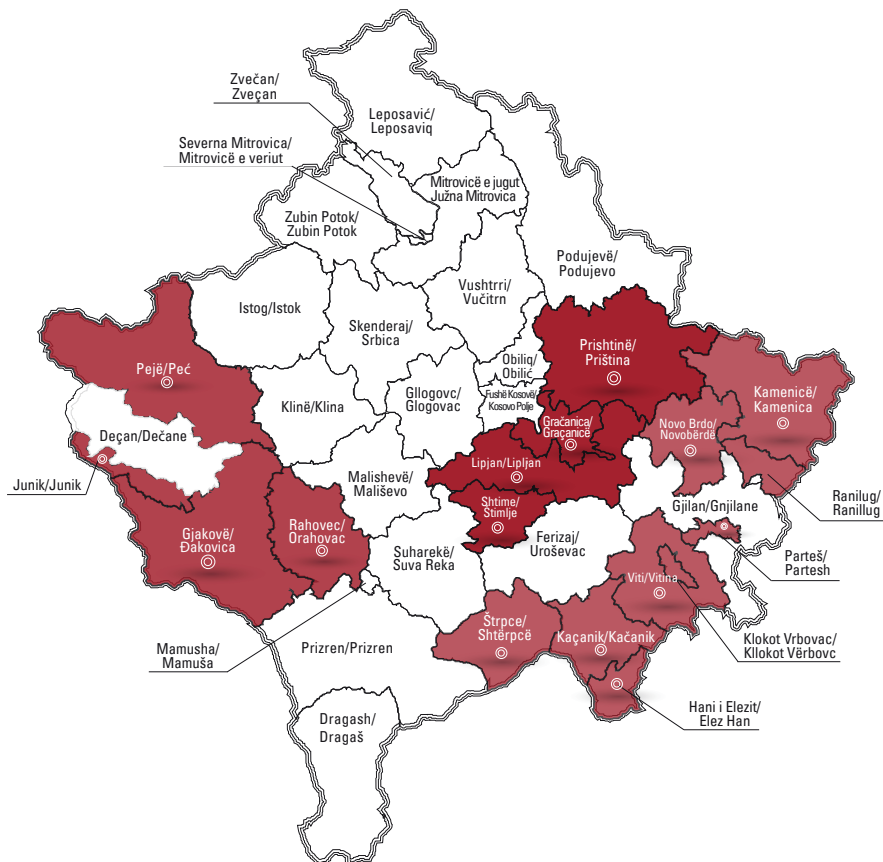 Zvečan/
Zveçan
Leposavić/
Leposaviq
Severna Mitrovica/
Mitrovicë e veriut
Mitrovicë e jugut
Južna Mitrovica
Zubin Potok/
Zubin Potok
Podujevë/
Podujevo
Vushtrri/
Vučitrn
Istog/Istok
Skenderaj/
Srbica
Obiliq/
Obilić
Prishtinë/
Priština
Pejë/Peć
Kamenicë/
Kamenica
Gllogovc/
Glogovac
Fushë Kosovë/
Kosovo Polje
Klinë/Klina
Gračanica/
Graçanicë
Novo Brdo/
Novobërdë
Deçan/Dečane
Lipjan/Lipljan
Junik/Junik
Malishevë/
Mališevo
Shtime/
Stimlje
Gjilan/Gnjilane
Ranilug/
Ranillug
Gjakovë/
Đakovica
Rahovec/
Orahovac
Suharekë/
Suva Reka
Ferizaj/
Uroševac
Parteš/
Partesh
Viti/Vitina
Štrpce/
Shtërpcë
Kaçanik/Kačanik
Klokot Vrbovac/
Kllokot Vërbovc
Mamusha/
Mamuša
Prizren/Prizren
Hani i Elezit/
Elez Han
Dragash/
Dragaš